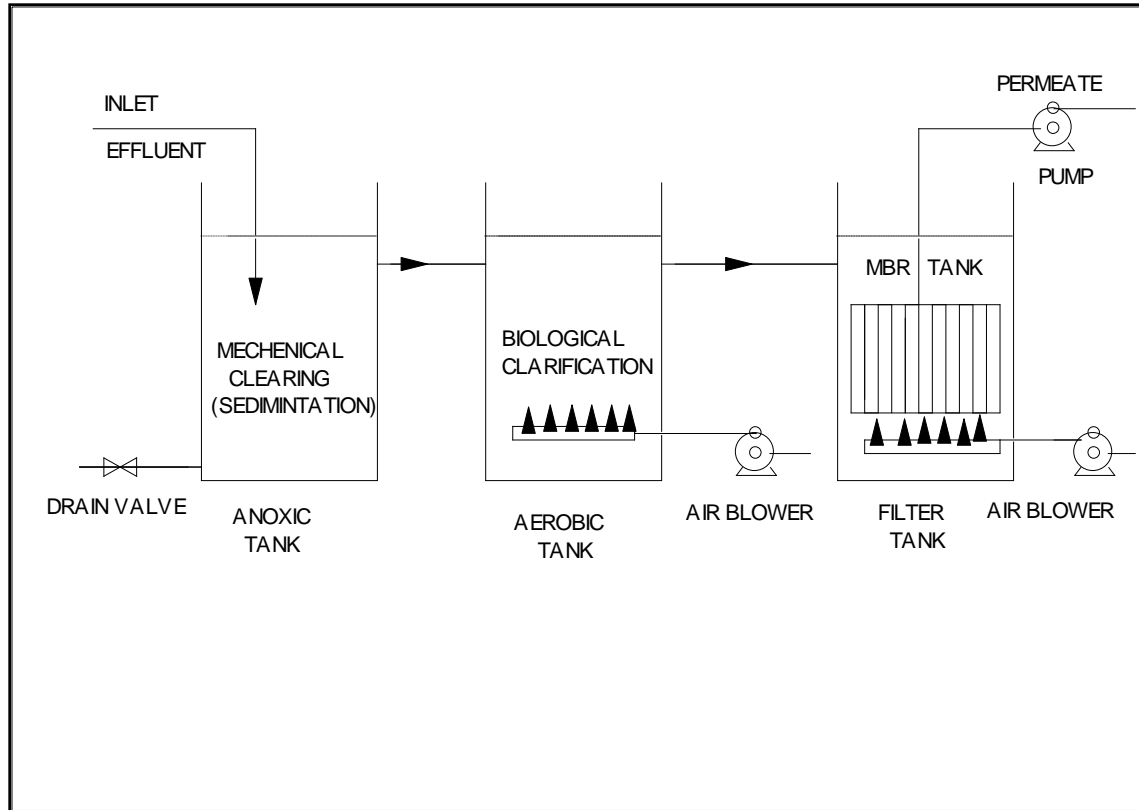 INLET
EFFLUENT
PERMEATE
PUMP
MBR TANK
MECHENICAL
CLEARING
(SEDIMINTATION)
BIOLOGICAL
CLARIFICATION
DRAIN VALVE
ANOXIC
TANK
AEROBIC
TANK
AIR BLOWER
FILTER
TANK
AIR BLOWER